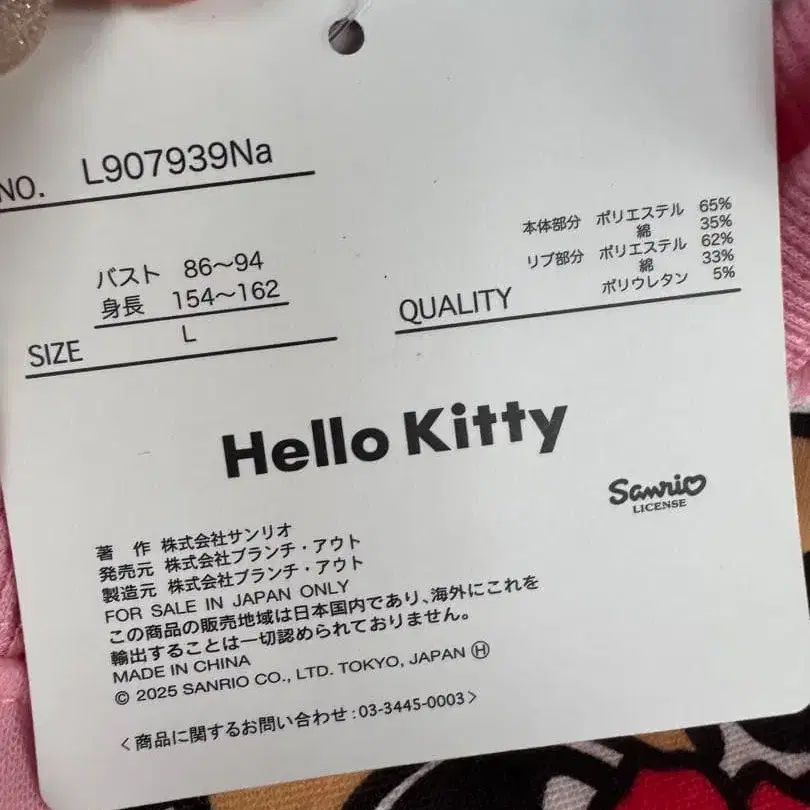 NO. L907939Na
バスト 86〜94
身長 154〜162
SIZE L
本体部分 ポリエステル 65%
綿 35%
リブ部分 ポリエステル 62%
綿 33%
ポリウレタン 5%
QUALITY
Hello Kitty
Sanrio
LICENSE
著 作 株式会社サンリオ
発売元 株式会社ブランチ・アウト
製造元 株式会社ブランチ・アウト
FOR SALE IN JAPAN ONLY
この商品の販売地域は日本国内であり、海外にこれを
輸出することは一切認められておりません。
MADE IN CHINA
© 2025 SANRIO CO., LTD. TOKYO, JAPAN Ⓗ
<商品に関するお問い合わせ:03-3445-0003>